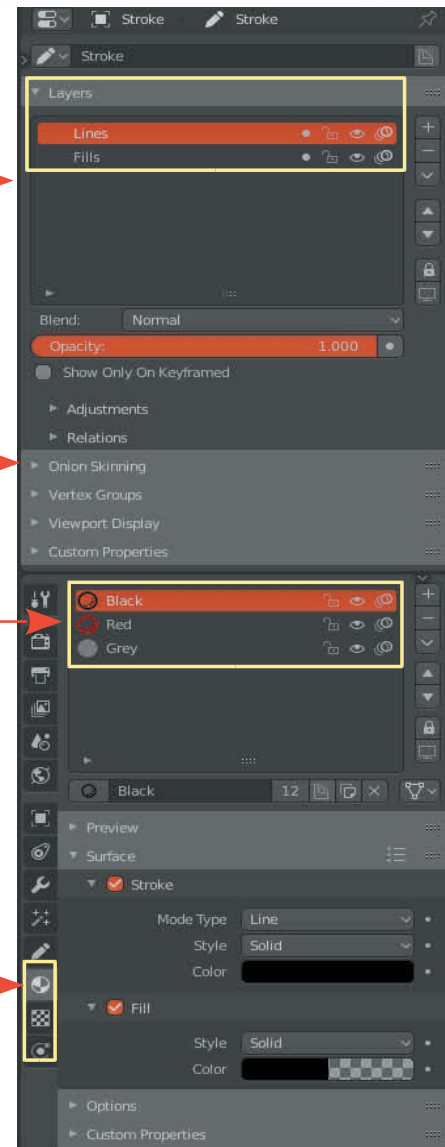 Stroke Stroke
Stroke
Layers
Lines
Fills
Blend: Normal
Opacity: 1.000
Show Only On Keyframed
Adjustments
Relations
Onion Skinning
Vertex Groups
Viewport Display
Custom Properties
Black
Red
Grey
Black 12
Preview
Surface
Stroke
Mode Type Line
Style Solid
Color
Fill
Style Solid
Color
Options
Custom Properties